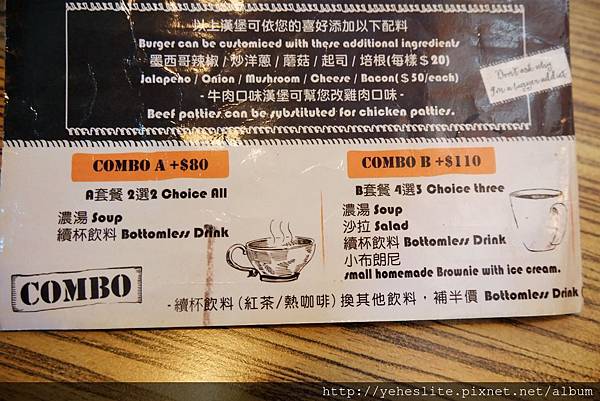 以上漢堡可依您的喜好添加以下配料
Burger can be customiced with these additional ingredients
墨西哥辣椒 / 炒洋蔥 / 蘑菇 / 起司 / 培根(每樣＄20)
jalapeño / Onion / Mushroom / Cheese / Bacon(＄50/each)
- 牛肉口味漢堡可幫您改雞肉口味 -
Beef patties can be substituted for chicken patties.
Don't ask why
I'm a burger addict
COMBO A +$80
A套餐 2選2 Choice All
濃湯 Soup
續杯飲料 Bottomless Drink
COMBO B +$110
B套餐 4選3 Choice three
濃湯 Soup
沙拉 Salad
續杯飲料 Bottomless Drink
小布朗尼
small homemade Brownie with ice cream.
COMBO
- 續杯飲料 (紅茶/熱咖啡) 換其他飲料，補半價 Bottomless Drink (
http://yeheslite.pixnet.net/album